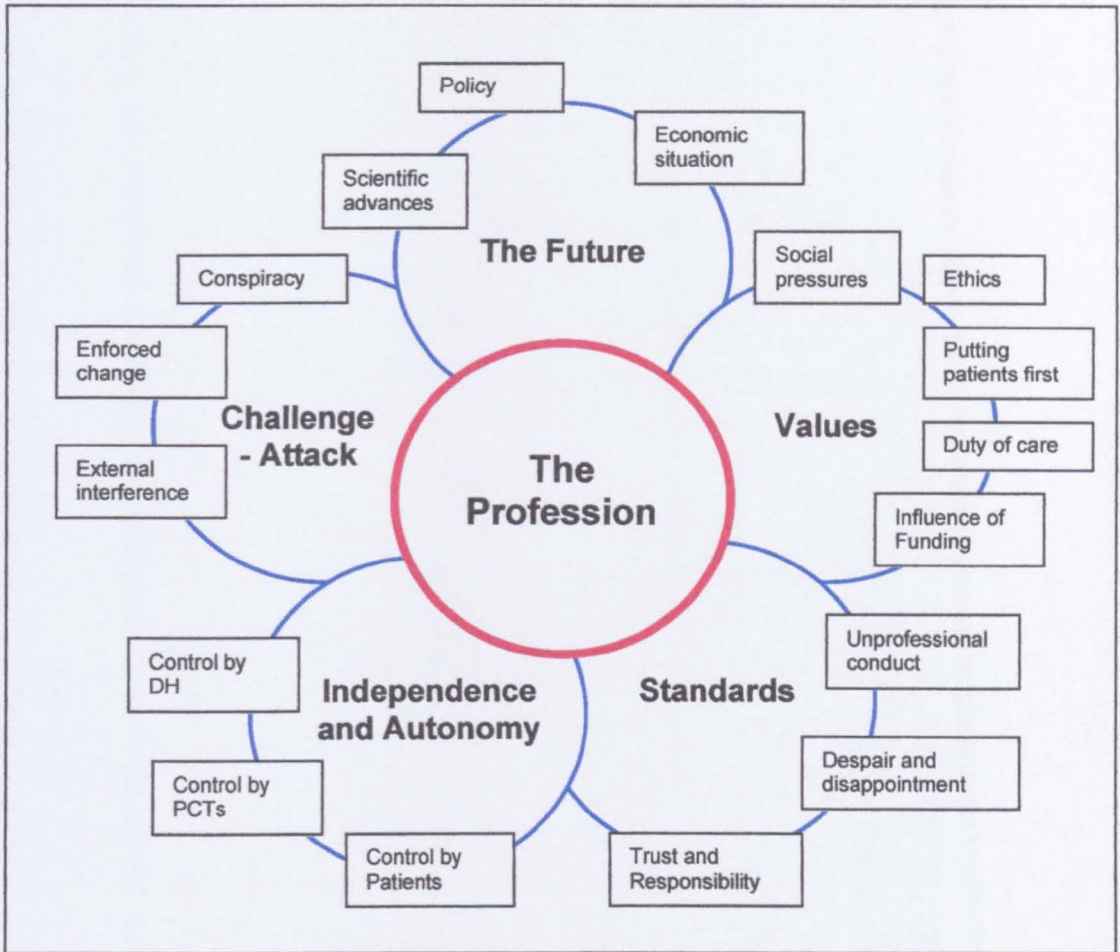 Policy
Economic
situation
Scientific
advances
The Future
Social
pressures
Ethics
Conspiracy
Enforced
change
Putting
patients first
Challenge
- Attack
Values
External
interference
Duty of care
The
Profession
Influence of
Funding
Unprofessional
conduct
Control by
DH
Independence
and Autonomy
Standards
Despair and
disappointment
Control by
PCTs
Control by
Patients
Trust and
Responsibility